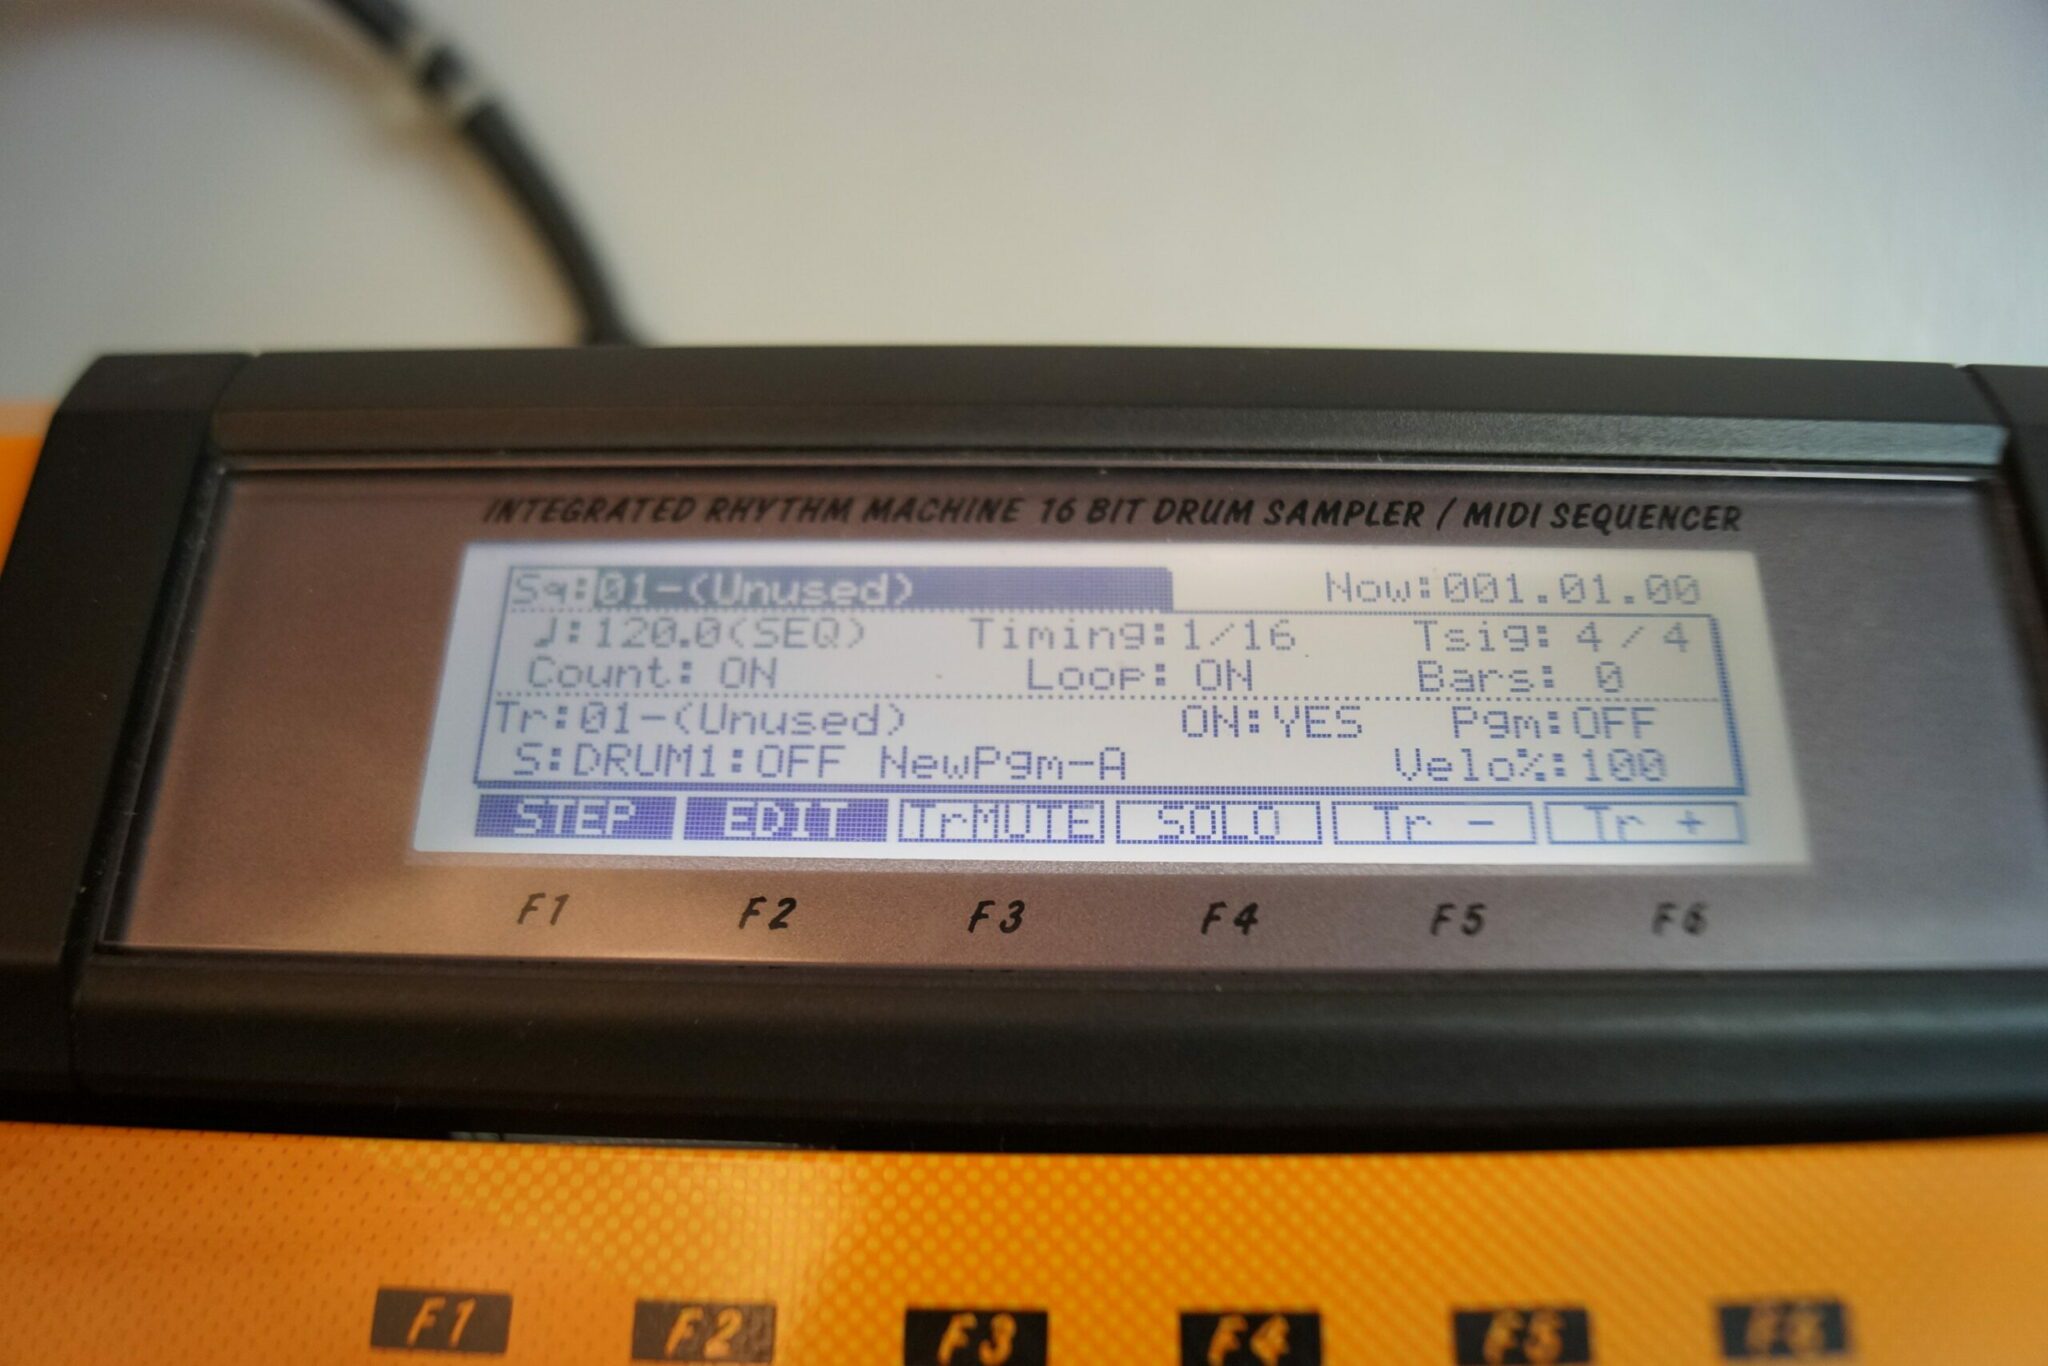 INTEGRATED RHYTHM MACHINE 16 BIT DRUM SAMPLER / MIDI SEQUENCER
Sq:01-(Unused) Now:001.01.00
♩:120.0(SEQ) Timing:1/16 Tsig: 4/4
Count: ON Loop: ON Bars: 0
Tr:01-(Unused) ON:YES Pgm:OFF
S:DRUM1:OFF NewPgm-A Velo%:100
STEP EDIT TrMUTE SOLO Tr - Tr +
F1 F2 F3 F4 F5 F6
F1 F2 F3 F4 F5 F6